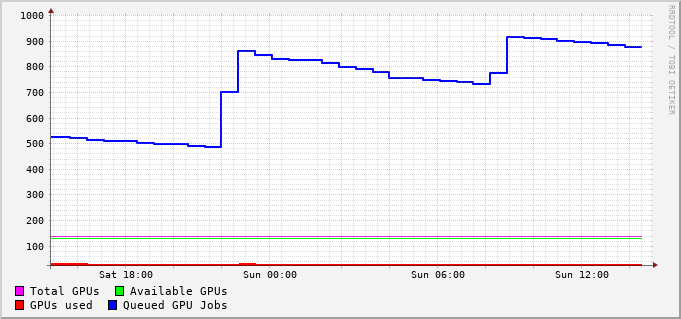 RRDTOOL / TOBI OETIKER
1000
900
800
700
600
500
400
300
200
100
Sat 18:00 Sun 00:00 Sun 06:00 Sun 12:00
Total GPUs Available GPUs
GPUs used Queued GPU Jobs